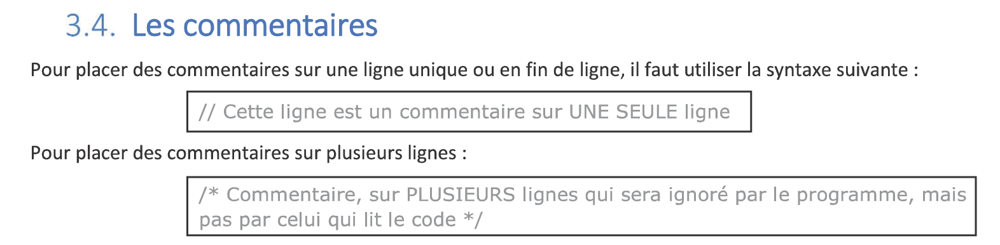 3.4. Les commentaires
Pour placer des commentaires sur une ligne unique ou en fin de ligne, il faut utiliser la syntaxe suivante :
// Cette ligne est un commentaire sur UNE SEULE ligne
Pour placer des commentaires sur plusieurs lignes :
/* Commentaire, sur PLUSIEURS lignes qui sera ignoré par le programme, mais
pas par celui qui lit le code */